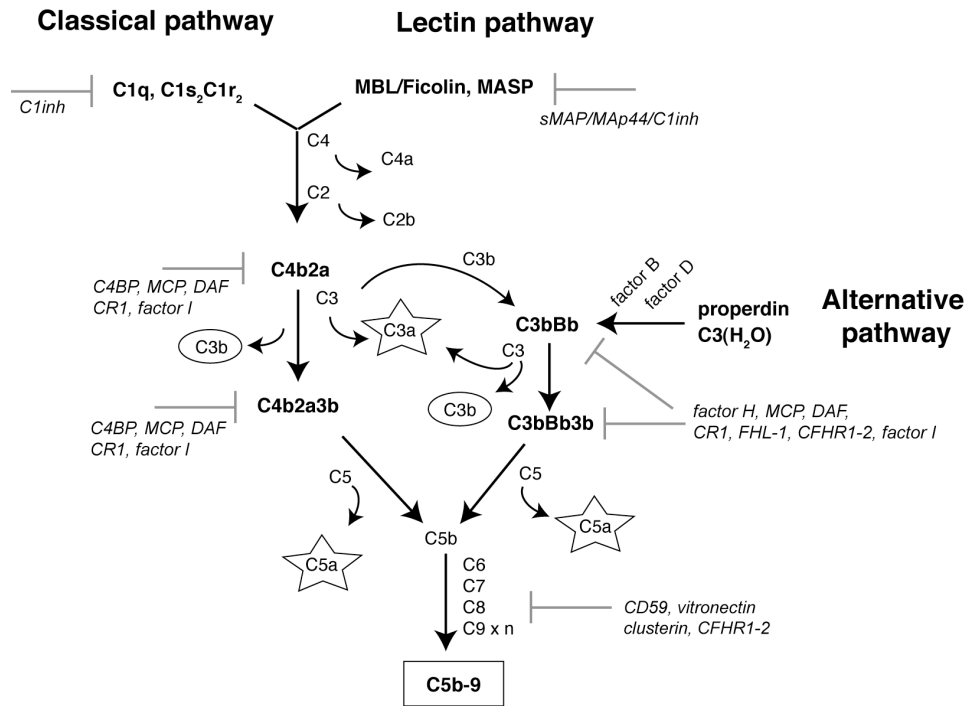 Classical pathway
Lectin pathway
C1inh
C1q, C1s₂C1r₂
MBL/Ficolin, MASP
sMAP/MAp44/C1inh
C4
C4a
C2
C2b
C4BP, MCP, DAF
CR1, factor I
C4b2a
C3b
C3
C3a
C3b
C3bBb
factor B
factor D
properdin
C3(H₂O)
Alternative
pathway
C3
C3b
C4BP, MCP, DAF
CR1, factor I
C4b2a3b
C3bBb3b
factor H, MCP, DAF,
CR1, FHL-1, CFHR1-2, factor I
C5
C5a
C5
C5a
C5b
C6
C7
C8
C9 x n
CD59, vitronectin
clusterin, CFHR1-2
C5b-9